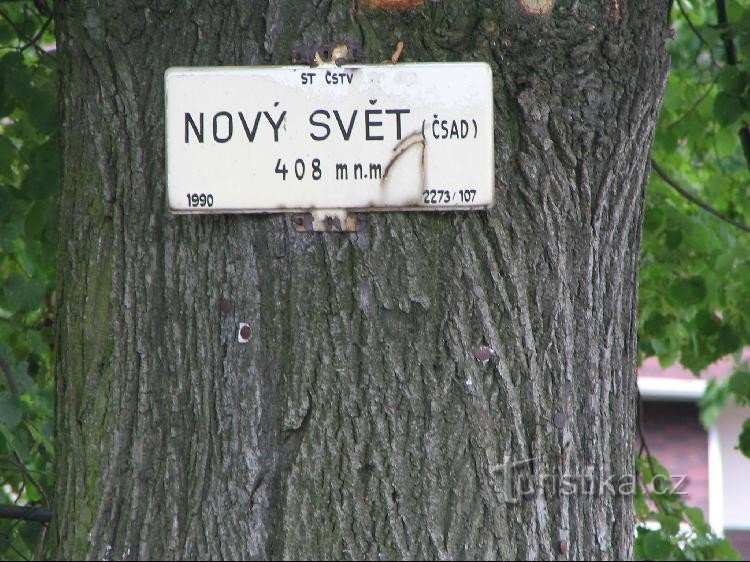 ST ČSTV
NOVÝ SVĚT (ČSAD)
408 m n.m.
1990 2273/107
turistika.cz